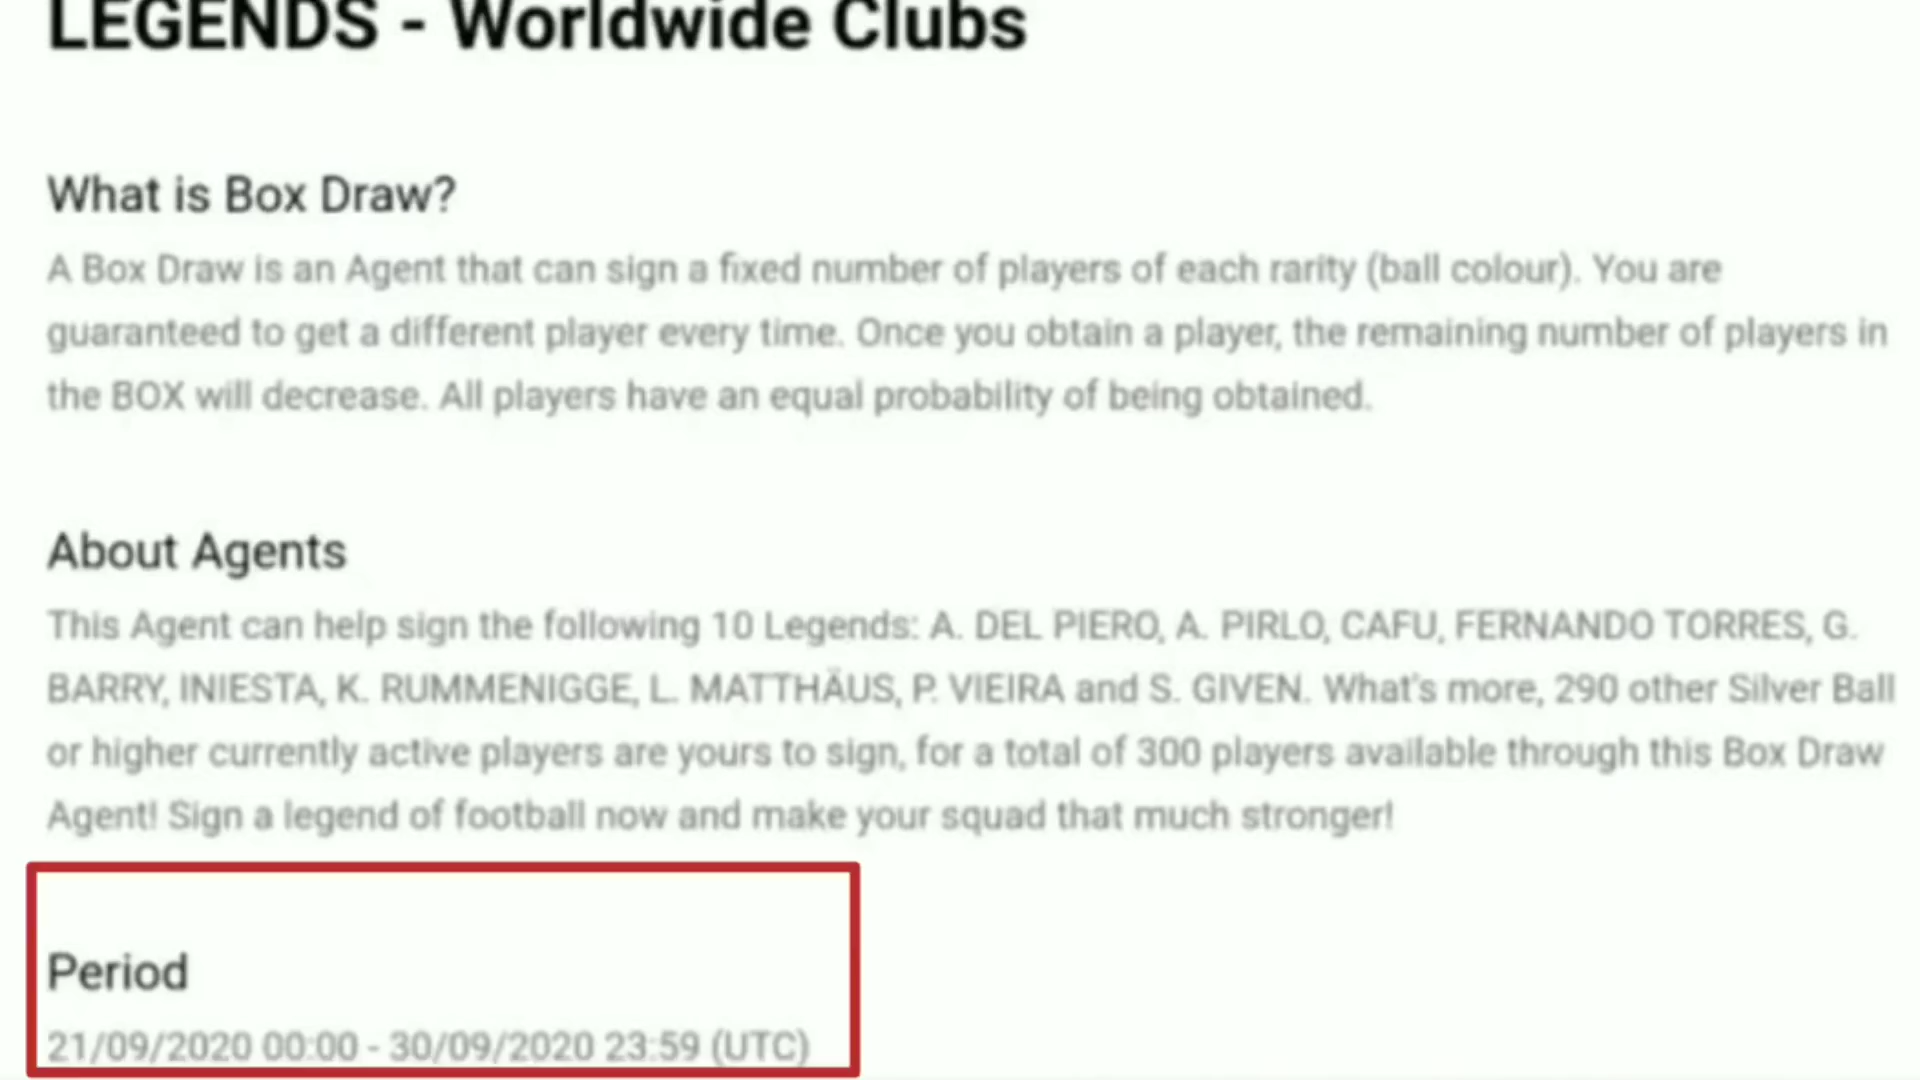 LEGENDS - Worldwide Clubs
What is Box Draw?
A Box Draw is an Agent that can sign a fixed number of players of each rarity (ball colour). You are
guaranteed to get a different player every time. Once you obtain a player, the remaining number of players in
the BOX will decrease. All players have an equal probability of being obtained.
About Agents
This Agent can help sign the following 10 Legends: A. DEL PIERO, A. PIRLO, CAFU, FERNANDO TORRES, G.
BARRY, INIESTA, K. RUMMENIGGE, L. MATTHÄUS, P. VIEIRA and S. GIVEN. What's more, 290 other Silver Ball
or higher currently active players are yours to sign, for a total of 300 players available through this Box Draw
Agent! Sign a legend of football now and make your squad that much stronger!
Period
21/09/2020 00:00 - 30/09/2020 23:59 (UTC)